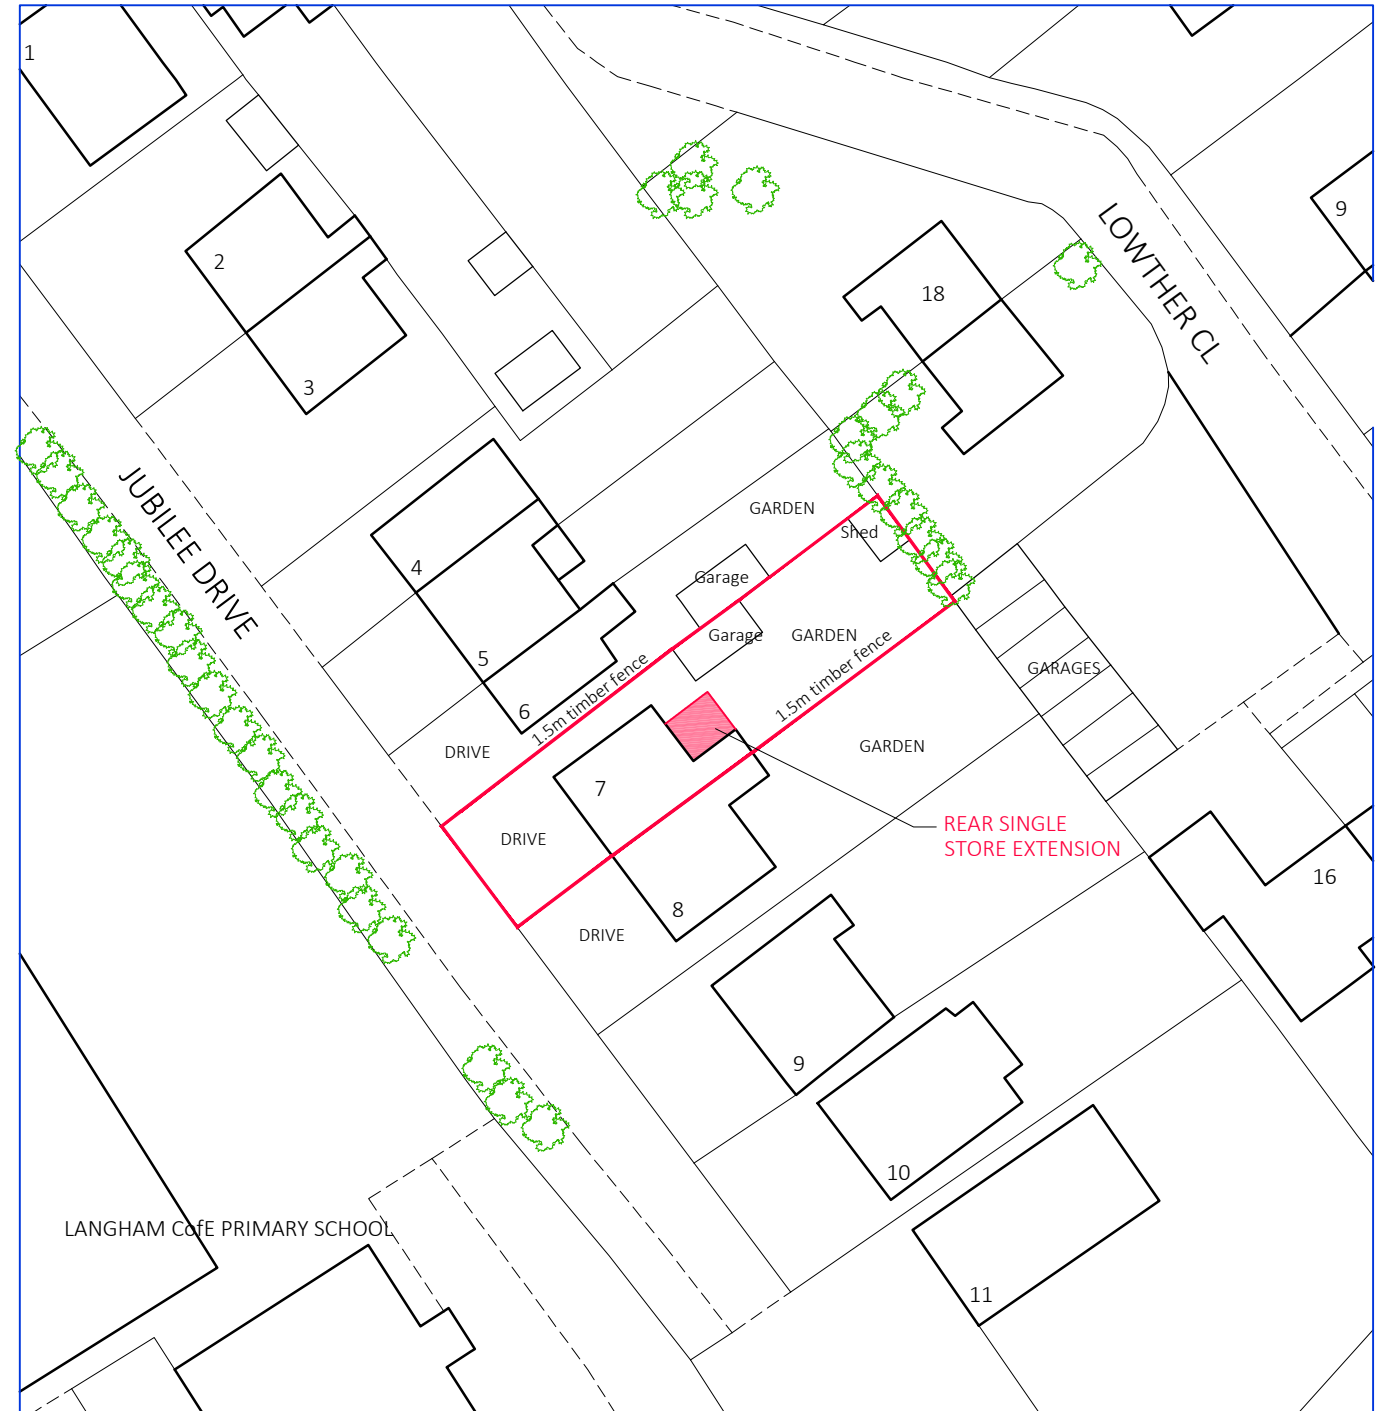 1
9
LOWTHER CL
2
18
3
JUBILEE DRIVE
GARDEN
Shed
4
Garage
Garage
GARDEN
5
1.5m timber fence
1.5m timber fence
GARAGES
6
DRIVE
GARDEN
7
DRIVE
REAR SINGLE
STORE EXTENSION
16
8
DRIVE
9
10
LANGHAM CofE PRIMARY SCHOOL
11